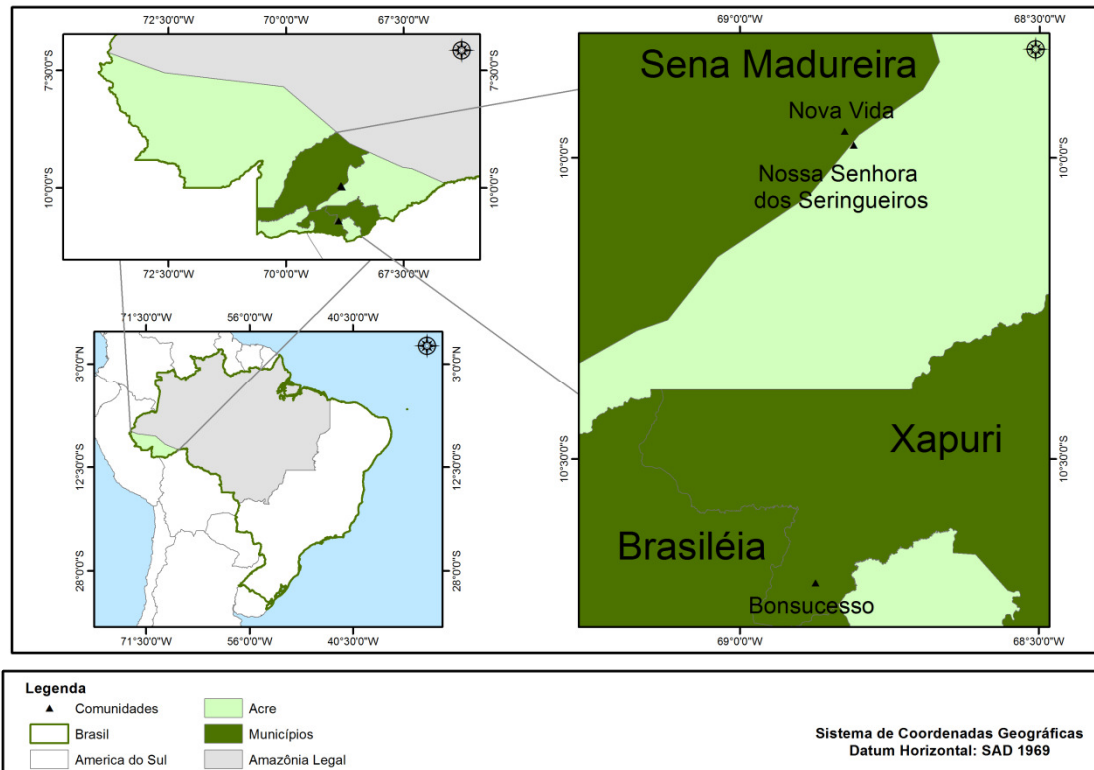 72°30'0"W 70°0'0"W 67°30'0"W
7°30'0"S 7°30'0"S
10°0'0"S 10°0'0"S
72°30'0"W 70°0'0"W 67°30'0"W
71°30'0"W 56°0'0"W 40°30'0"W
3°0'0"N 3°0'0"N
12°30'0"S 12°30'0"S
28°0'0"S 28°0'0"S
71°30'0"W 56°0'0"W 40°30'0"W
69°0'0"W 68°30'0"W
Sena Madureira
Nova Vida
10°0'0"S 10°0'0"S
Nossa Senhora
dos Seringueiros
Xapuri
10°30'0"S 10°30'0"S
Brasiléia
Bonsucesso
69°0'0"W 68°30'0"W
Legenda
Comunidades
Brasil
America do Sul
Acre
Municípios
Amazônia Legal
Sistema de Coordenadas Geográficas
Datum Horizontal: SAD 1969